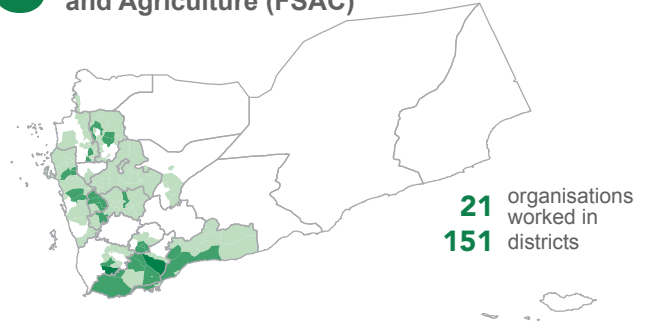 and Agriculture (FSAC)
21 organisations
worked in
151 districts